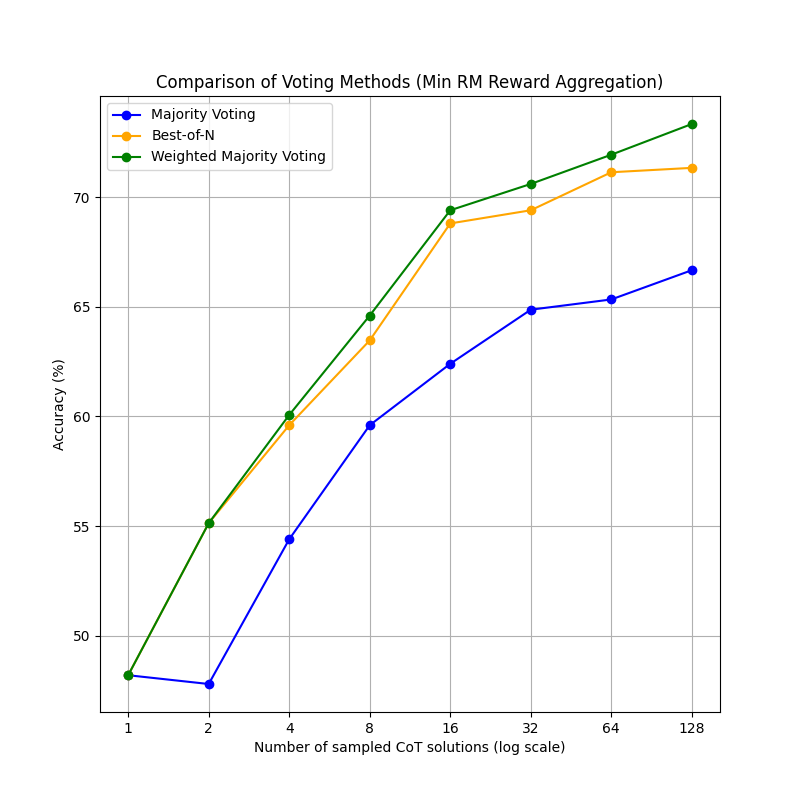 Comparison of Voting Methods (Min RM Reward Aggregation)
Majority Voting
Best-of-N
Weighted Majority Voting
70
65
60
55
50
Accuracy (%)
1 2 4 8 16 32 64 128
Number of sampled CoT solutions (log scale)